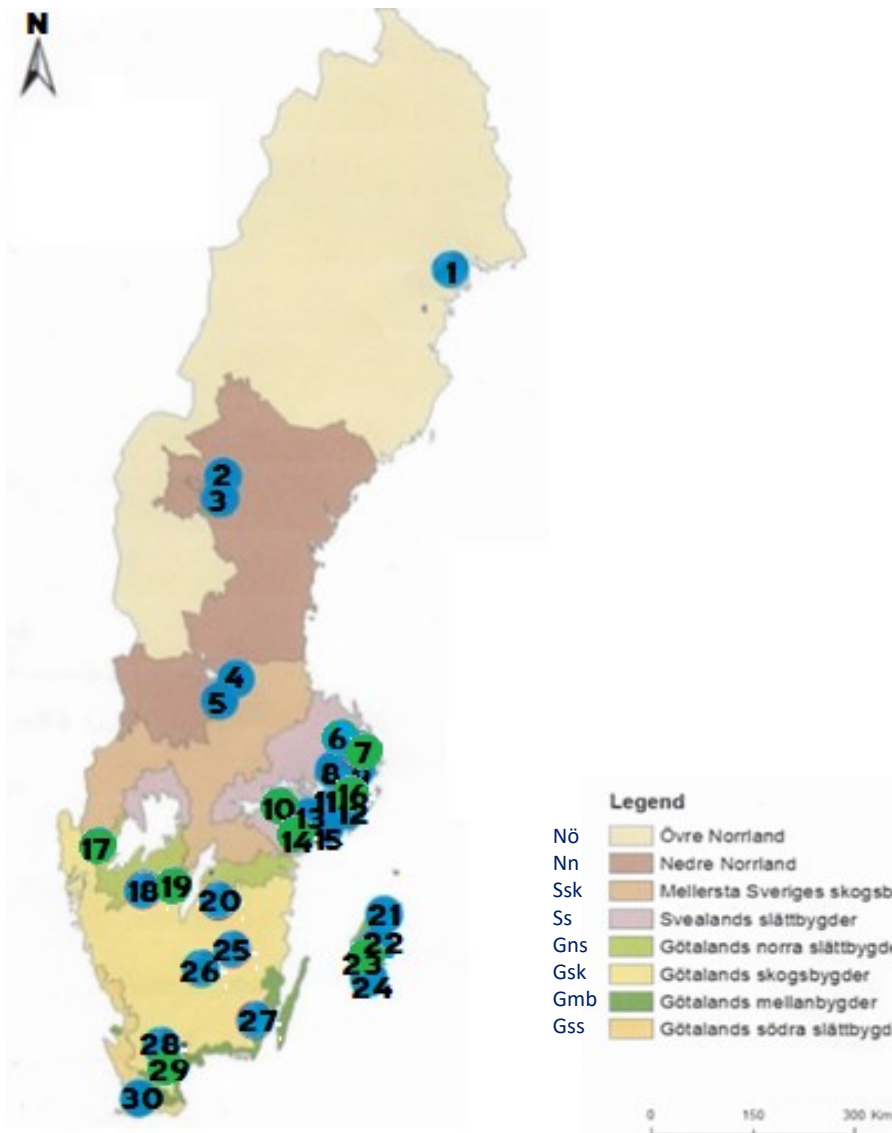 N
1
2
3
4
5
6
7
8
10
11
16
13
12
14
15
17
18
19
20
21
22
23
24
25
26
27
28
29
30
Legend
Nö Övre Norrland
Nn Nedre Norrland
Ssk Mellersta Sveriges skogsb
Ss Svealands slättbygder
Gns Götalands norra slättbygde
Gsk Götalands skogsbygder
Gmb Götalands mellanbygder
Gss Götalands södra slättbygd
0 150 300 Km